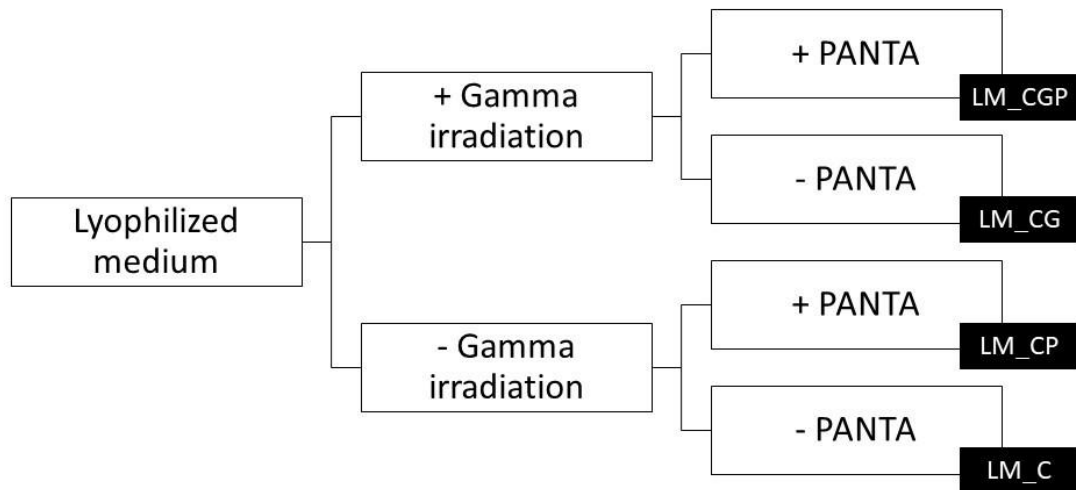 Lyophilized
medium
+ Gamma
irradiation
+ PANTA
LM_CGP
- PANTA
LM_CG
- Gamma
irradiation
+ PANTA
LM_CP
- PANTA
LM_C